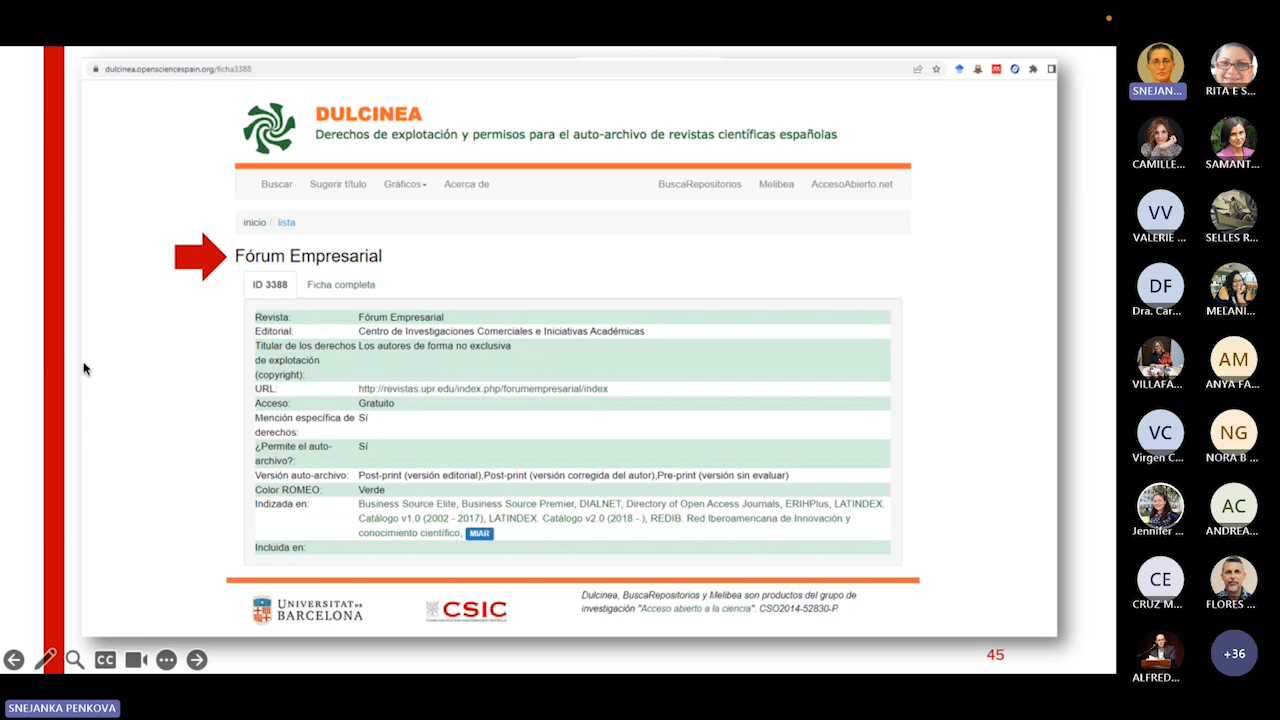 dulcinea.opensciencespain.org/ficha3388
DULCINEA
Derechos de explotación y permisos para el auto-archivo de revistas científicas españolas
Buscar Sugerir título Gráficos Acerca de BuscaRepositorios Melibea AccesoAbierto.net
inicio / lista
Fórum Empresarial
ID 3388 Ficha completa
Revista: Fórum Empresarial
Editorial: Centro de Investigaciones Comerciales e Iniciativas Académicas
Titular de los derechos Los autores de forma no exclusiva
de explotación
(copyright):
URL: http://revistas.upr.edu/index.php/forumempresarial/index
Acceso: Gratuito
Mención específica de Sí
derechos:
¿Permite el auto- Sí
archivo?:
Versión auto-archivo: Post-print (versión editorial),Post-print (versión corregida del autor),Pre-print (versión sin evaluar)
Color ROMEO: Verde
Indizada en: Business Source Elite, Business Source Premier, DIALNET, Directory of Open Access Journals, ERIHPlus, LATINDEX.
Catálogo v1.0 (2002 - 2017), LATINDEX. Catálogo v2.0 (2018 - ), REDIB. Red Iberoamericana de Innovación y
conocimiento científico, MIAR
Incluida en:
UNIVERSITAT DE
BARCELONA
CSIC
Dulcinea, BuscaRepositorios y Melibea son productos del grupo de
investigación "Acceso abierto a la ciencia". CSO2014-52830-P.
45
CC
SNEJANKA PENKOVA
SNEJAN... RITA E S...
CAMILLE... SAMANT...
VV
VALERIE ... SELLES R...
DF
Dra. Car... MELANI...
AM
VILLAFA... ANYA FA...
VC NG
Virgen C... NORA B ...
AC
Jennifer ... ANDREA...
CE
CRUZ M... FLORES ...
+36
ALFRED...